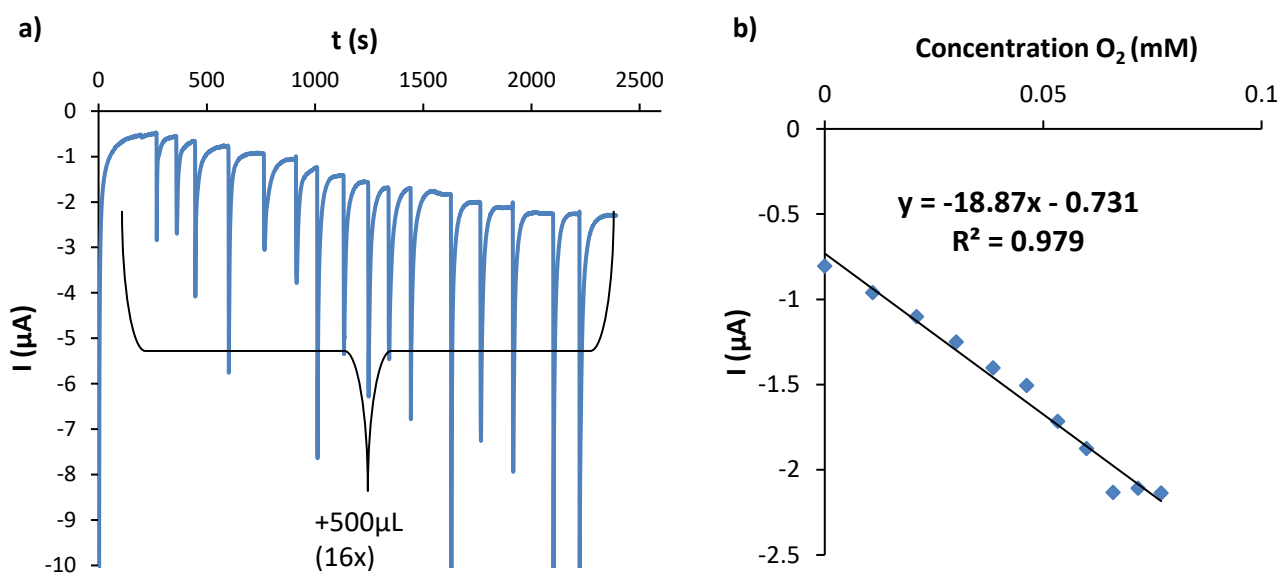 a)
t (s)
0 500 1000 1500 2000 2500
0
-1
-2
-3
-4
-5
-6
-7
-8
-9
-10
I (µA)
+500µL
(16x)
b)
Concentration O₂ (mM)
0 0.05 0.1
0
-0.5
-1
-1.5
-2
-2.5
I (µA)
y = -18.87x - 0.731
R² = 0.979